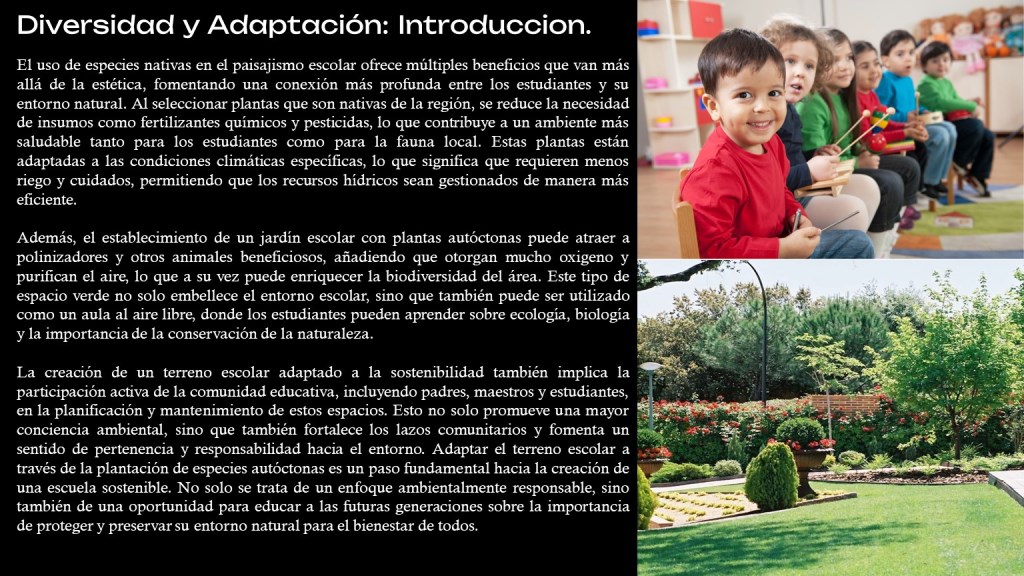 Diversidad y Adaptación: Introduccion.
El uso de especies nativas en el paisajismo escolar ofrece múltiples beneficios que van más
allá de la estética, fomentando una conexión más profunda entre los estudiantes y su
entorno natural. Al seleccionar plantas que son nativas de la región, se reduce la necesidad
de insumos como fertilizantes químicos y pesticidas, lo que contribuye a un ambiente más
saludable tanto para los estudiantes como para la fauna local. Estas plantas están
adaptadas a las condiciones climáticas específicas, lo que significa que requieren menos
riego y cuidados, permitiendo que los recursos hídricos sean gestionados de manera más
eficiente.
Además, el establecimiento de un jardín escolar con plantas autóctonas puede atraer a
polinizadores y otros animales beneficiosos, añadiendo que otorgan mucho oxigeno y
purifican el aire, lo que a su vez puede enriquecer la biodiversidad del área. Este tipo de
espacio verde no solo embellece el entorno escolar, sino que también puede ser utilizado
como un aula al aire libre, donde los estudiantes pueden aprender sobre ecología, biología
y la importancia de la conservación de la naturaleza.
La creación de un terreno escolar adaptado a la sostenibilidad también implica la
participación activa de la comunidad educativa, incluyendo padres, maestros y estudiantes,
en la planificación y mantenimiento de estos espacios. Esto no solo promueve una mayor
conciencia ambiental, sino que también fortalece los lazos comunitarios y fomenta un
sentido de pertenencia y responsabilidad hacia el entorno. Adaptar el terreno escolar a
través de la plantación de especies autóctonas es un paso fundamental hacia la creación de
una escuela sostenible. No solo se trata de un enfoque ambientalmente responsable, sino
también de una oportunidad para educar a las futuras generaciones sobre la importancia
de proteger y preservar su entorno natural para el bienestar de todos.